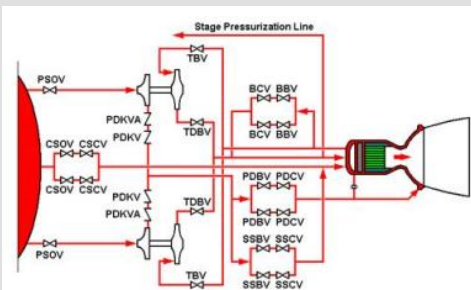 Stage Pressurization Line
PSOV
TBV
PDKVA
PDKV
TDBV
BCV BBV
BCV BBV
CSOV CSCV
CSOV CSCV
PDKV
PDKVA
TDBV
PDBV PDCV
PDBV PDCV
PSOV
TBV
SSBV SSCV
SSBV SSCV